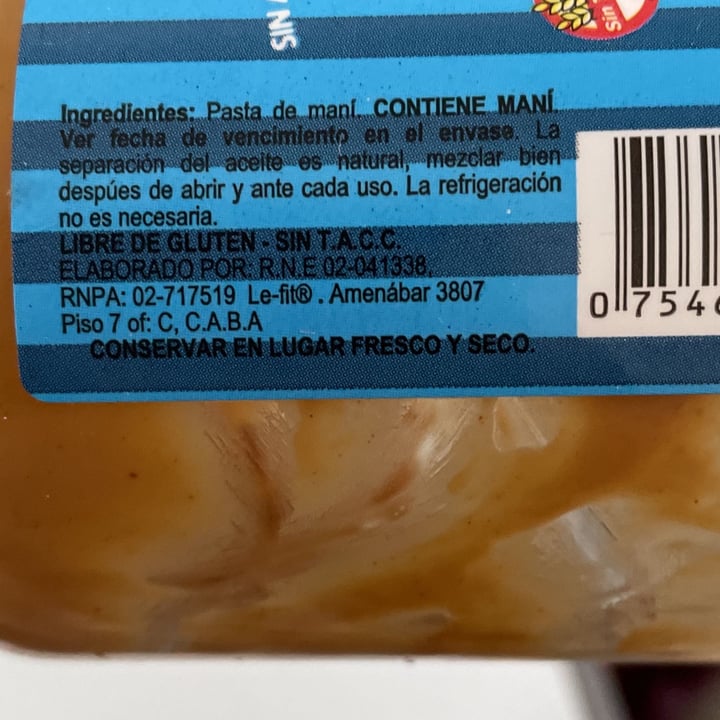 SIN
Sin
Ingredientes: Pasta de maní. CONTIENE MANÍ.
Ver fecha de vencimiento en el envase. La
separación del aceite es natural, mezclar bien
despúes de abrir y ante cada uso. La refrigeración
no es necesaria.
LIBRE DE GLUTEN - SIN T.A.C.C.
ELABORADO POR: R.N.E 02-041338,
RNPA: 02-717519 Le-fit® . Amenábar 3807
Piso 7 of: C, C.A.B.A
CONSERVAR EN LUGAR FRESCO Y SECO.
0 754